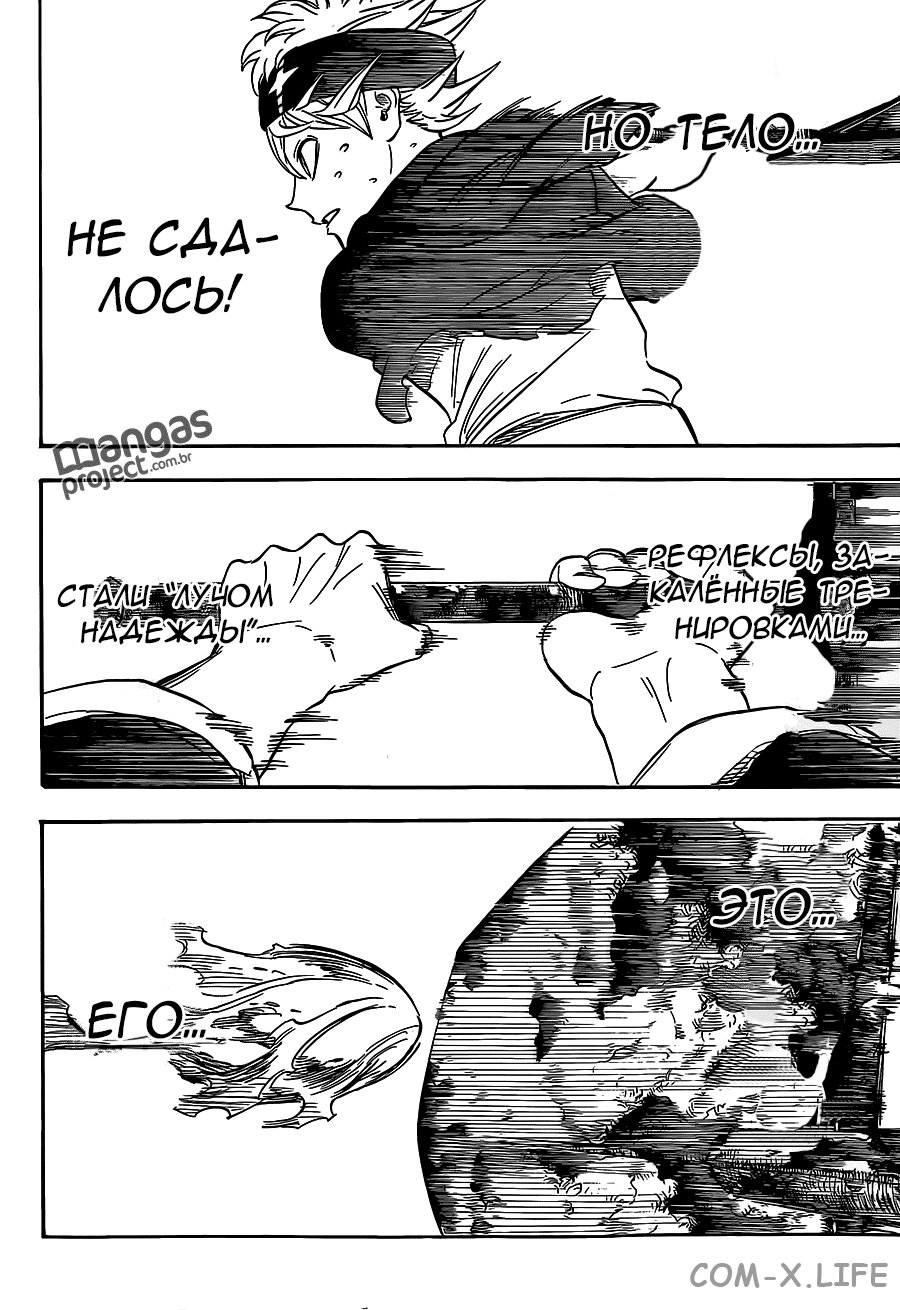 НО ТЕЛО...
НЕ СДА-
ЛОСЬ!
mangas
project.com.br
РЕФЛЕКСЫ, ЗА-
КАЛЁННЫЕ ТРЕ-
НИРОВКАМИ...
СТАЛИ "ЛУЧОМ
НАДЕЖДЫ"...
ЭТО...
ЕГО...
COM-X.LIFE